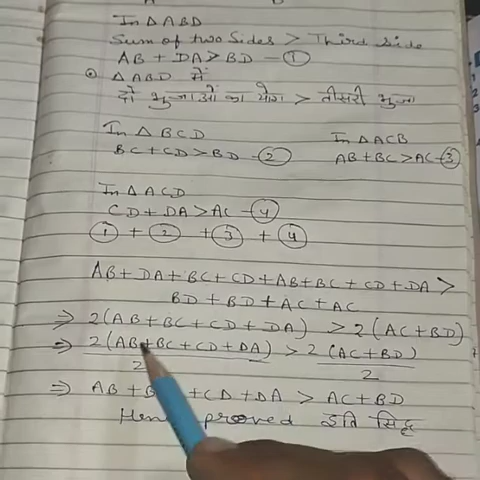 In △ABD
Sum of two Sides > Third side
AB + DA > BD — ①
△ABD में
दो भुजाओं का योग > तीसरी भुजा
In △BCD In △ACB
BC + CD > BD — ② AB + BC > AC — ③
In △ACD
CD + DA > AC — ④
① + ② + ③ + ④
AB + DA + BC + CD + AB + BC + CD + DA >
BD + BD + AC + AC
⇒ 2(AB + BC + CD + DA) > 2(AC + BD)
⇒ 2(AB + BC + CD + DA) > 2(AC + BD)
2 2
⇒ AB + B + CD + DA > AC + BD
proved इति सिद्ध